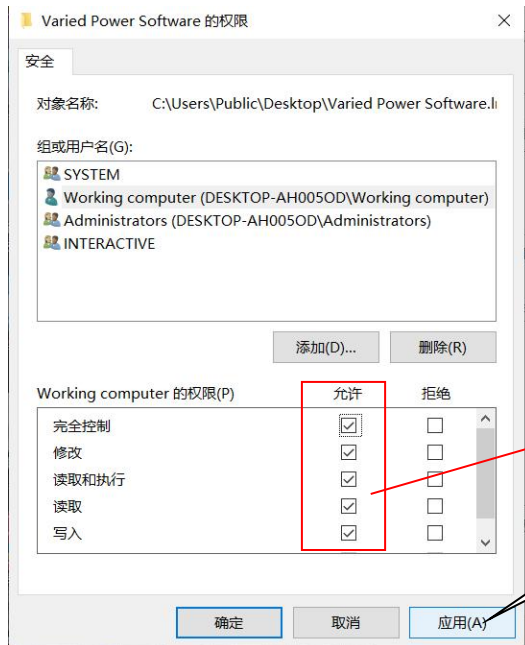 Varied Power Software 的权限
安全
对象名称: C:\Users\Public\Desktop\Varied Power Software.l
组或用户名(G):
SYSTEM
Working computer (DESKTOP-AH005OD\Working computer)
Administrators (DESKTOP-AH005OD\Administrators)
INTERACTIVE
添加(D)... 删除(R)
Working computer 的权限(P) 允许 拒绝
完全控制
修改
读取和执行
读取
写入
确定 取消 应用(A)